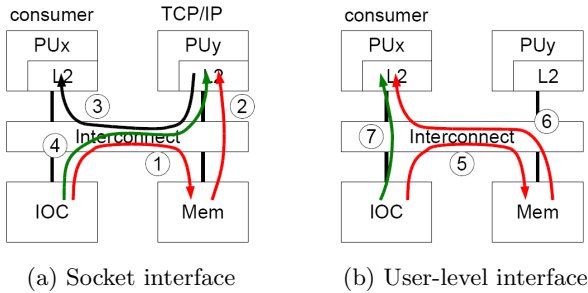 consumer TCP/IP consumer
PUx PUy PUx PUy
L2 L2 L2 L2
③ ②
⑥
④ Interconnect ⑦ Interconnect
① ⑤
IOC Mem IOC Mem
(a) Socket interface (b) User-level interface